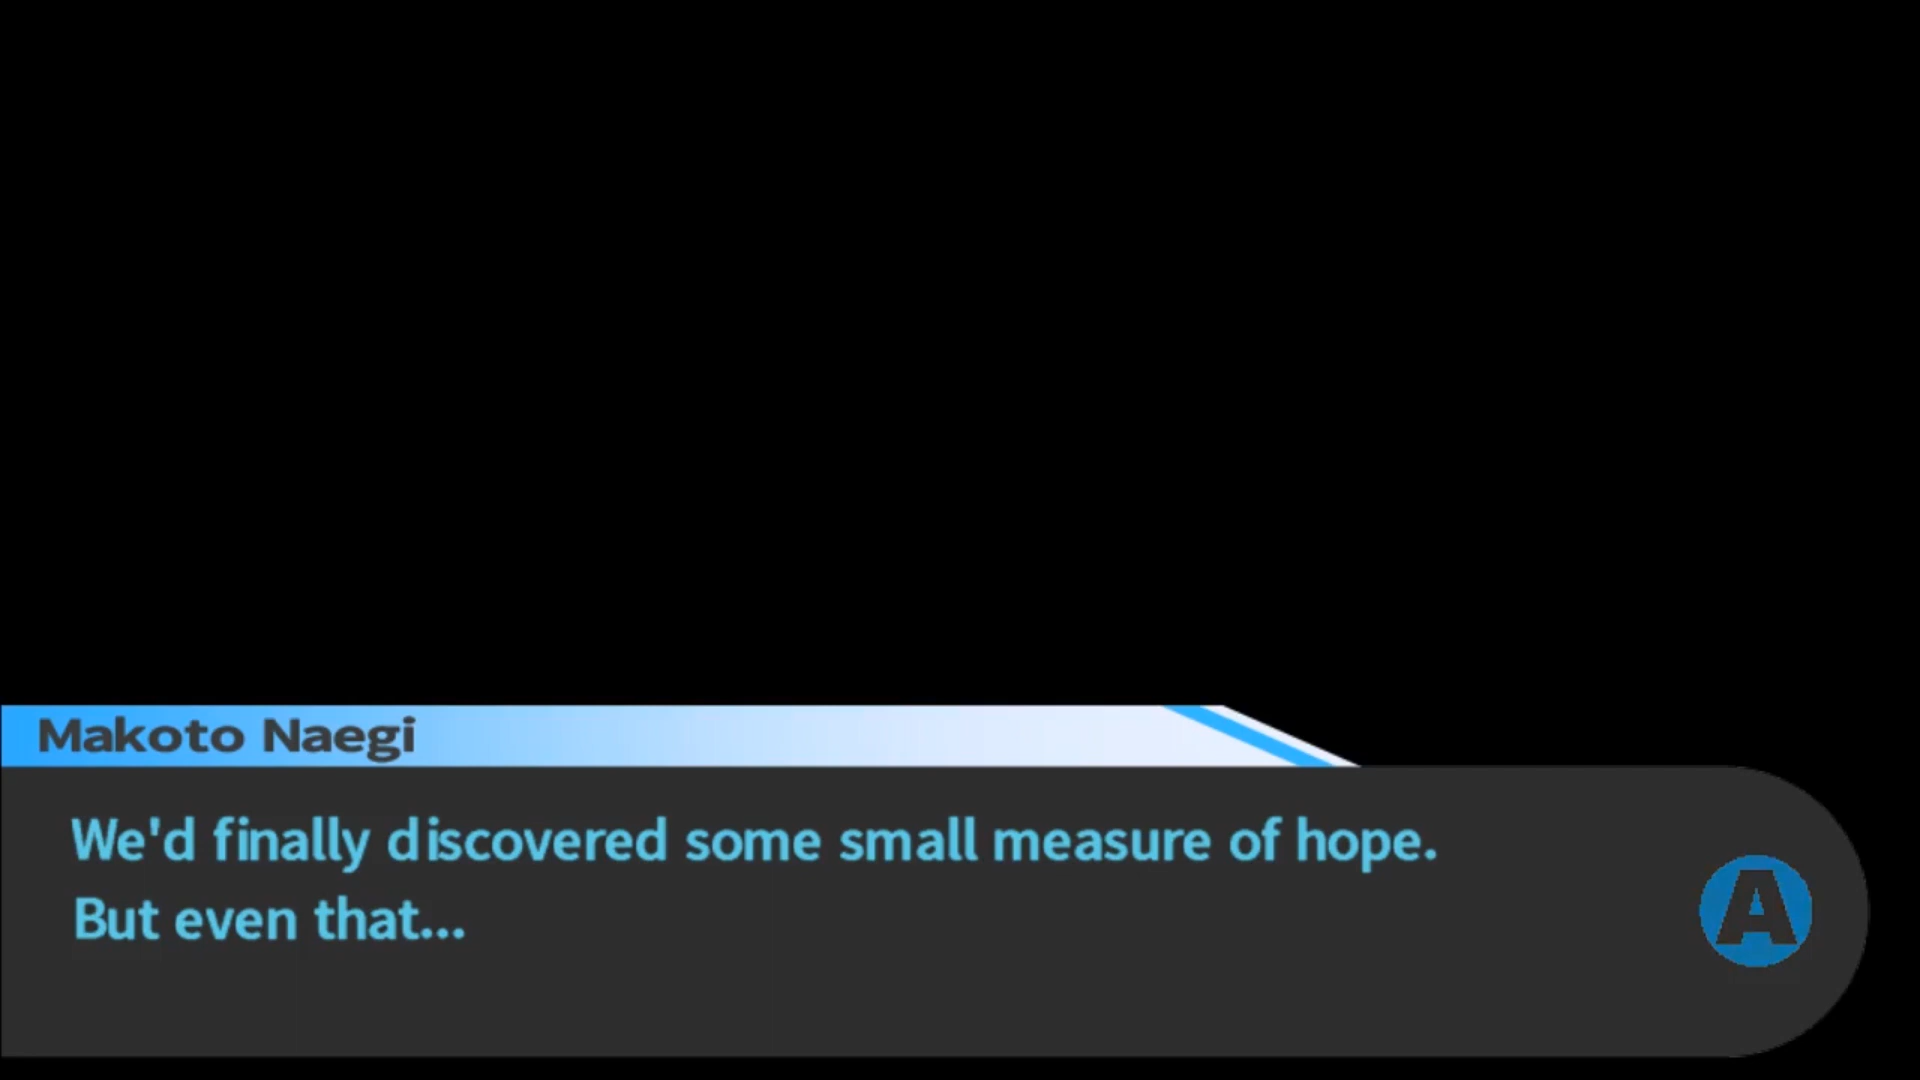 Makoto Naegi
We'd finally discovered some small measure of hope.
But even that...
A